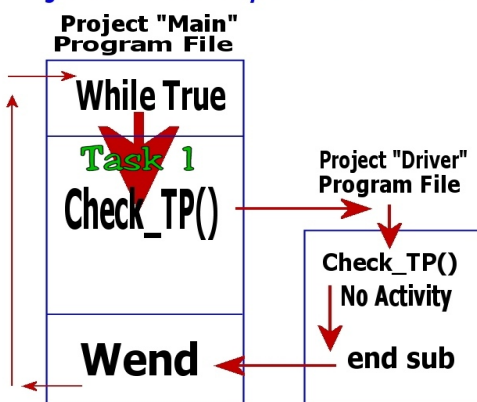 Project "Main"
Program File
While True
Task 1
Check_TP()
Wend
Project "Driver"
Program File
Check_TP()
No Activity
end sub